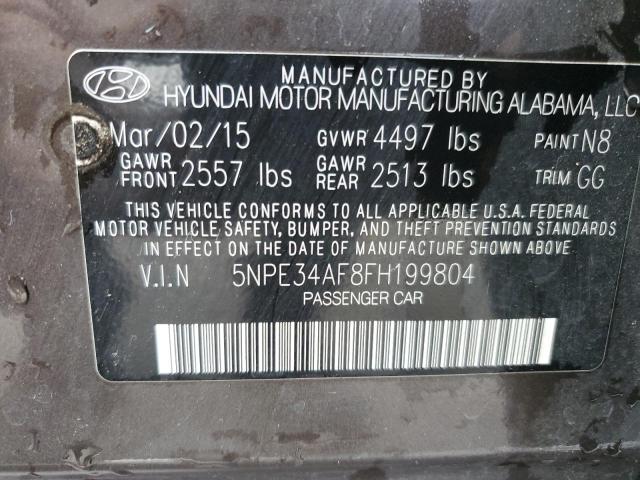 MANUFACTURED BY
HYUNDAI MOTOR MANUFACTURING ALABAMA, LLC
Mar/02/15 GVWR 4497 lbs PAINT N8
GAWR FRONT 2557 lbs GAWR REAR 2513 lbs TRIM GG
THIS VEHICLE CONFORMS TO ALL APPLICABLE U.S.A. FEDERAL
MOTOR VEHICLE SAFETY, BUMPER, AND THEFT PREVENTION STANDARDS
IN EFFECT ON THE DATE OF MANUFACTURE SHOWN ABOVE.
V.I.N 5NPE34AF8FH199804
PASSENGER CAR